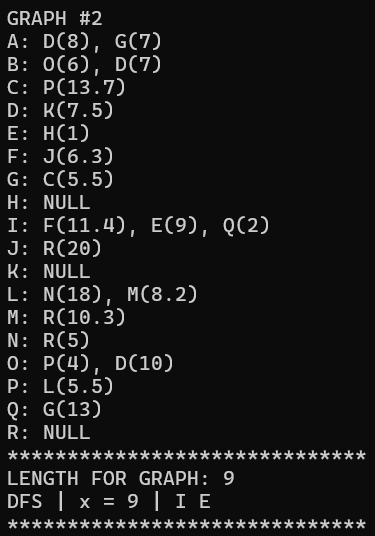 GRAPH #2
A: D(8), G(7)
B: O(6), D(7)
C: P(13.7)
D: K(7.5)
E: H(1)
F: J(6.3)
G: C(5.5)
H: NULL
I: F(11.4), E(9), Q(2)
J: R(20)
K: NULL
L: N(18), M(8.2)
M: R(10.3)
N: R(5)
O: P(4), D(10)
P: L(5.5)
Q: G(13)
R: NULL
******************************
LENGTH FOR GRAPH: 9
DFS | x = 9 | I E
******************************